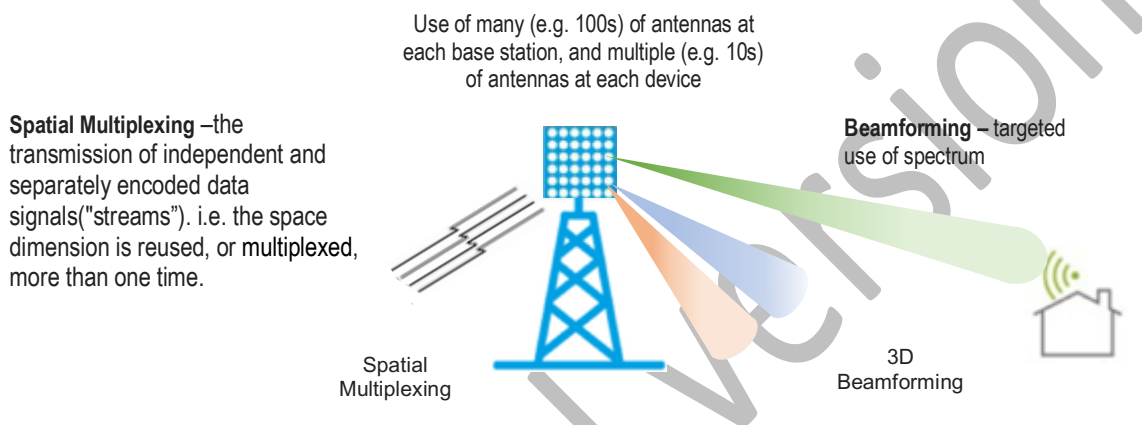 Use of many (e.g. 100s) of antennas at
each base station, and multiple (e.g. 10s)
of antennas at each device
Spatial Multiplexing –the
transmission of independent and
separately encoded data
signals("streams”). i.e. the space
dimension is reused, or multiplexed,
more than one time.
Beamforming – targeted
use of spectrum
Spatial
Multiplexing
3D
Beamforming
Version